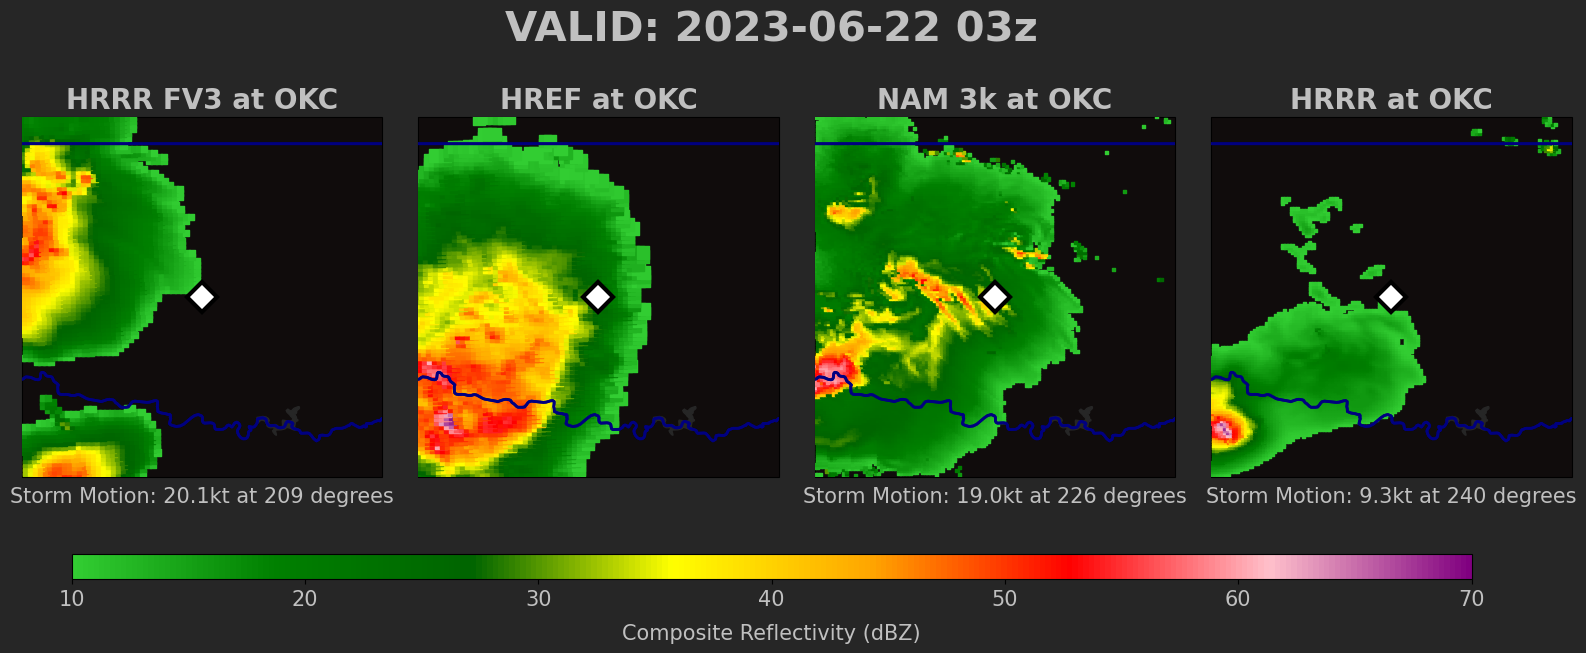 VALID: 2023-06-22 03z
HRRR FV3 at OKC
HREF at OKC
NAM 3k at OKC
HRRR at OKC
Storm Motion: 20.1kt at 209 degrees
Storm Motion: 19.0kt at 226 degrees
Storm Motion: 9.3kt at 240 degrees
10 20 30 40 50 60 70
Composite Reflectivity (dBZ)